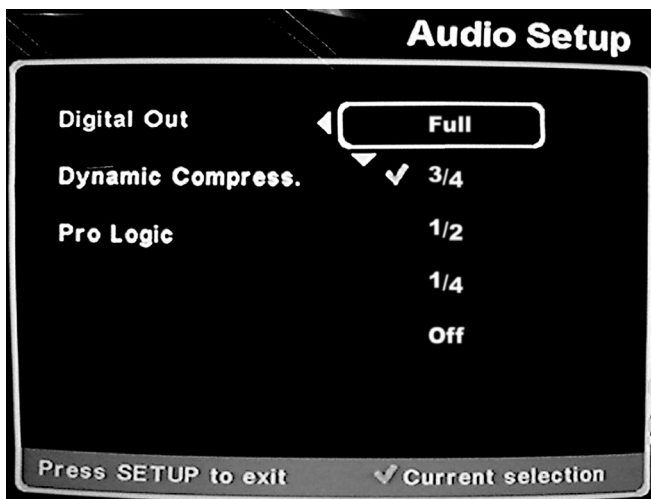 Audio Setup
Digital Out
Full
Dynamic Compress.
3/4
Pro Logic
1/2
1/4
Off
Press SETUP to exit
Current selection